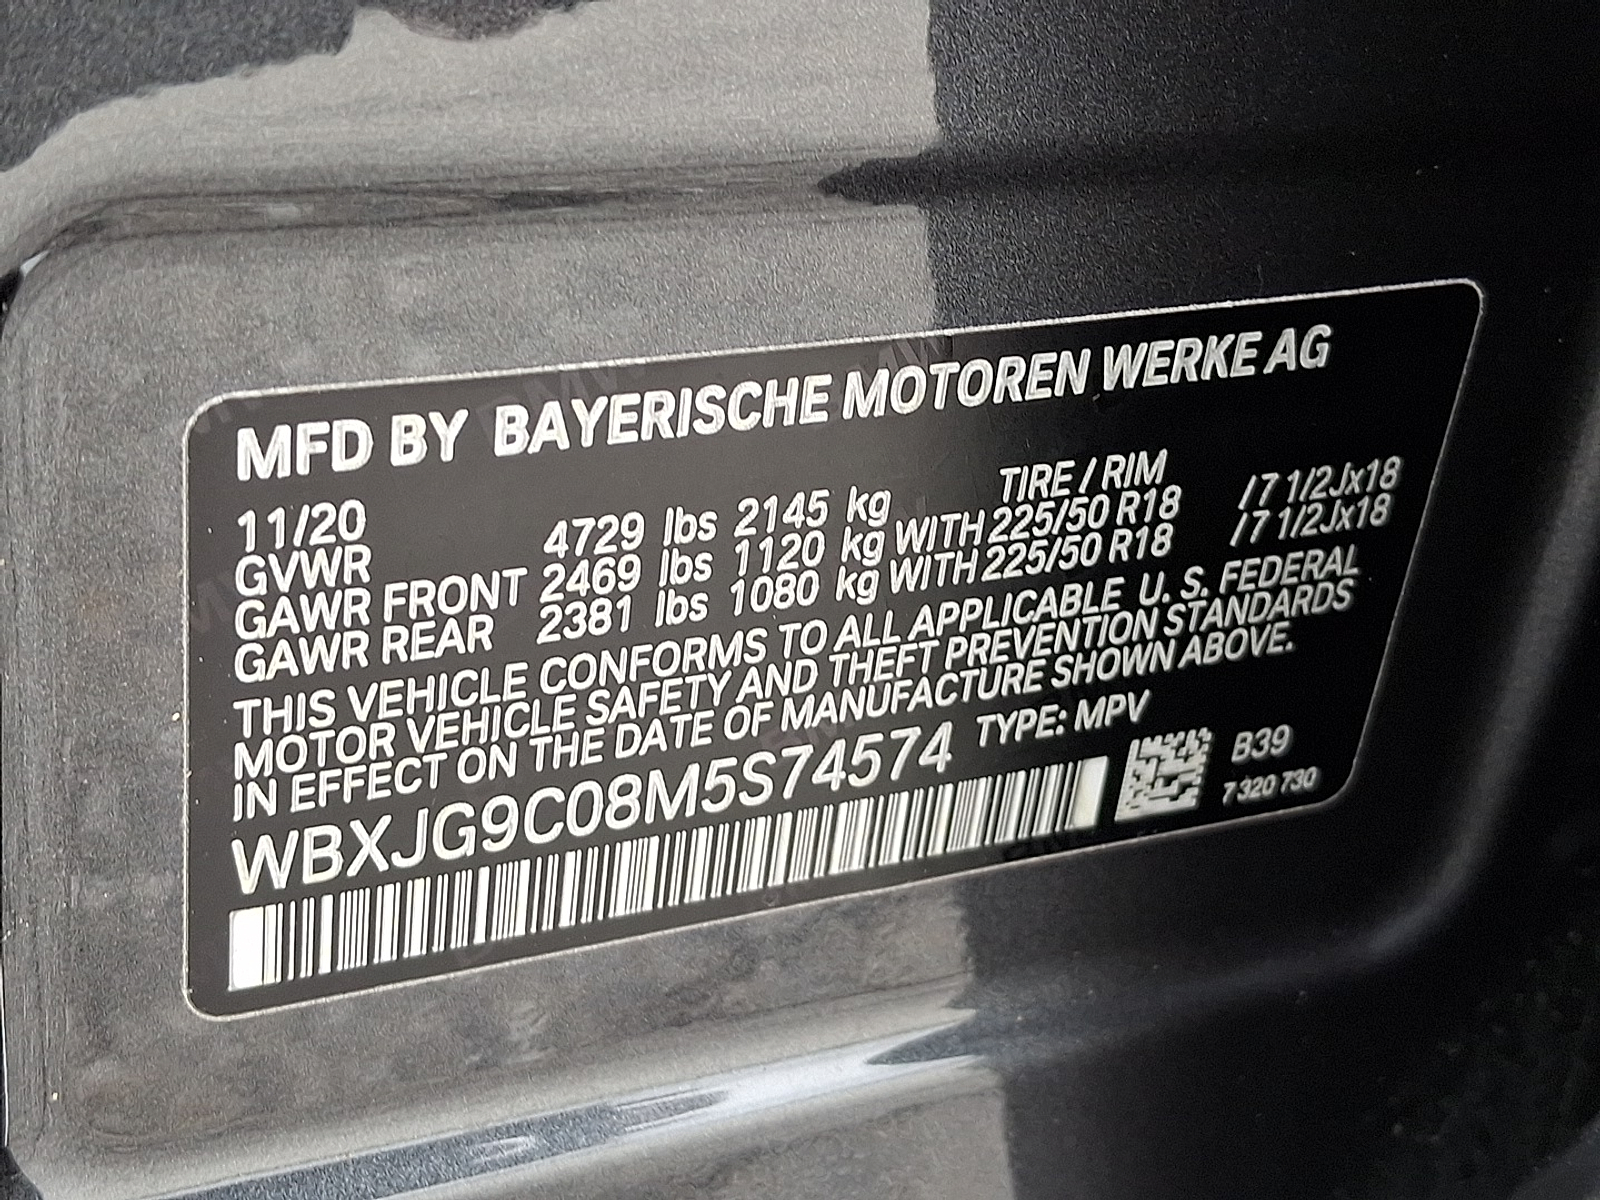 MFD BY BAYERISCHE MOTOREN WERKE AG
11/20 TIRE / RIM
GVWR 4729 lbs 2145 kg
GAWR FRONT 2469 lbs 1120 kg WITH 225/50 R18 /7 1/2Jx18
GAWR REAR 2381 lbs 1080 kg WITH 225/50 R18 /7 1/2Jx18
THIS VEHICLE CONFORMS TO ALL APPLICABLE U. S. FEDERAL
MOTOR VEHICLE SAFETY AND THEFT PREVENTION STANDARDS
IN EFFECT ON THE DATE OF MANUFACTURE SHOWN ABOVE.
WBXJG9C08M5S74574 TYPE: MPV
B39
7 320 730